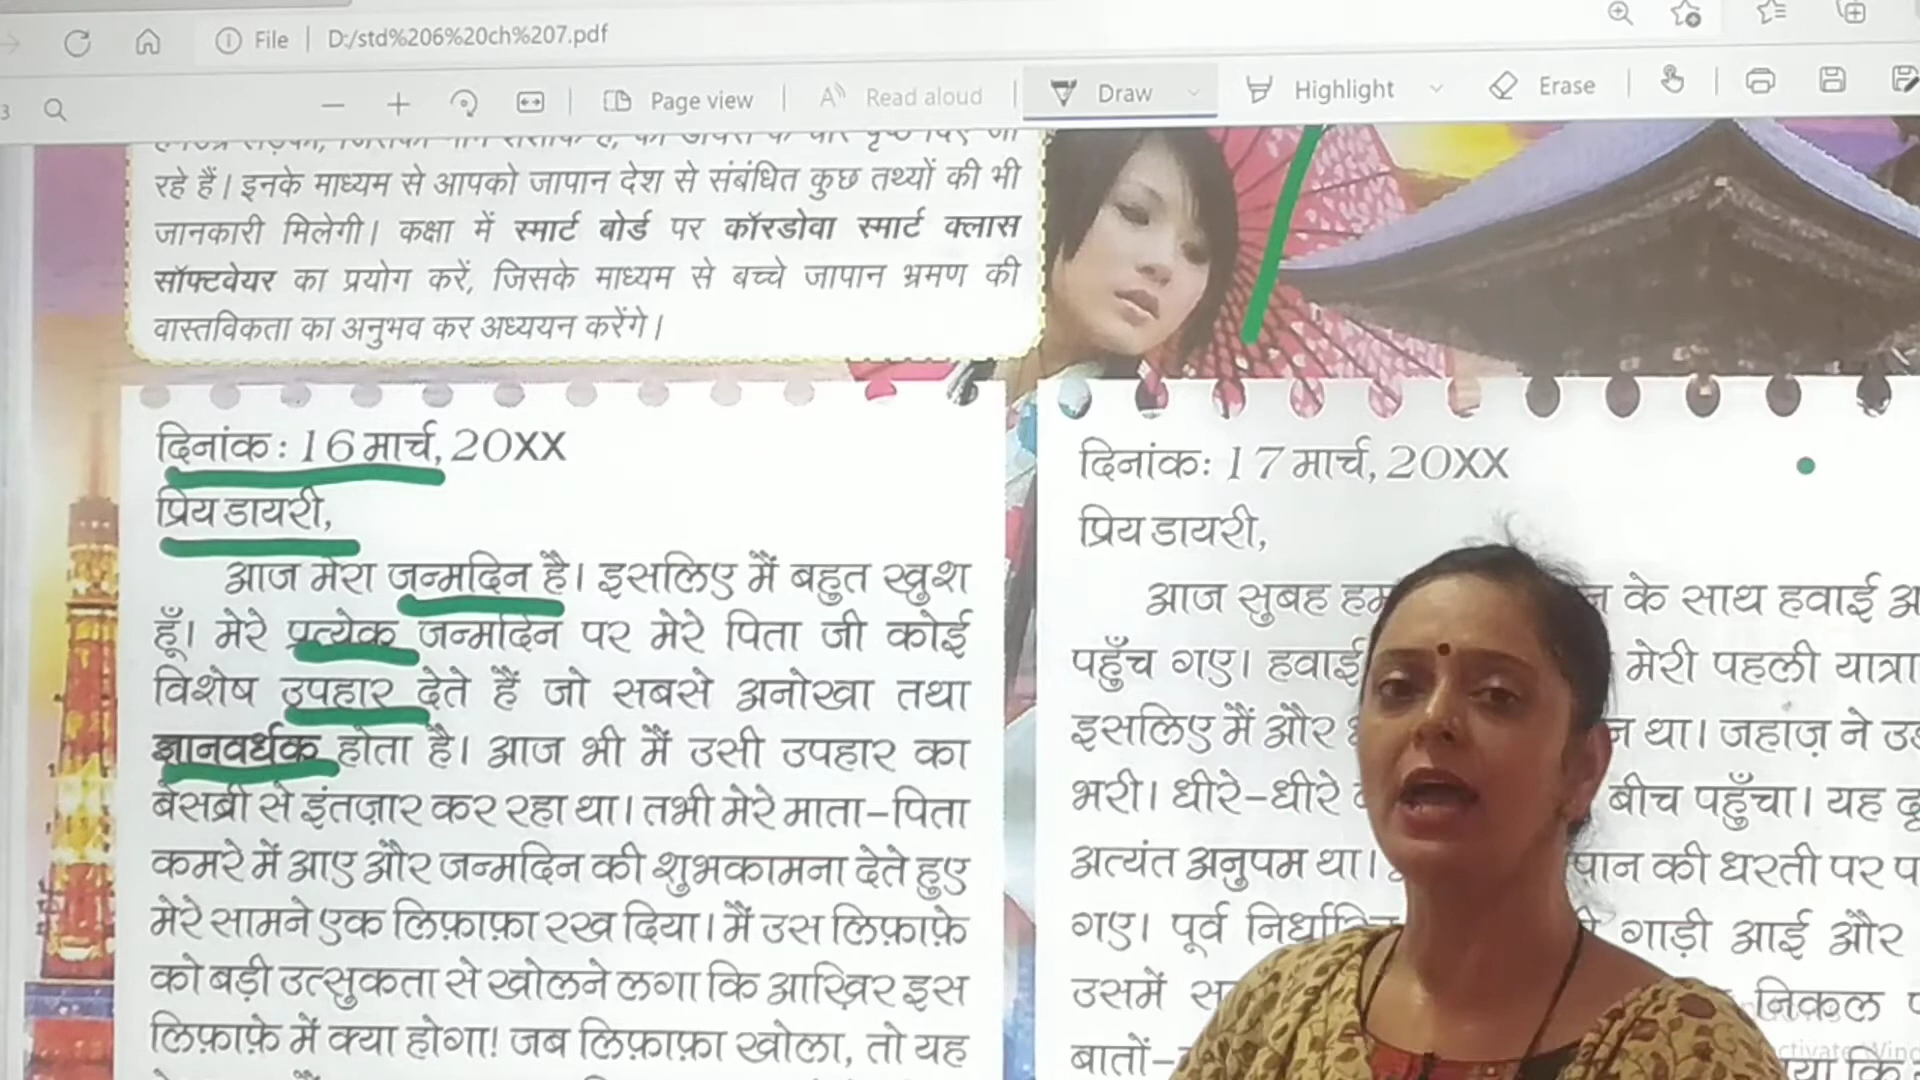 File | D:/std%206%20ch%207.pdf
3
Page view
Read aloud
Draw
Highlight
Erase
रहे हैं। इनके माध्यम से आपको जापान देश से संबंधित कुछ तथ्यों की भी
जानकारी मिलेगी। कक्षा में स्मार्ट बोर्ड पर कॉरडोवा स्मार्ट क्लास
सॉफ्टवेयर का प्रयोग करें, जिसके माध्यम से बच्चे जापान भ्रमण की
वास्तविकता का अनुभव कर अध्ययन करेंगे।
दिनांक: 16 मार्च, 20XX
प्रिय डायरी,
आज मेरा जन्मदिन है। इसलिए मैं बहुत खुश
हूँ। मेरे प्रत्येक जन्मदिन पर मेरे पिता जी कोई
विशेष उपहार देते हैं जो सबसे अनोखा तथा
ज्ञानवर्धक होता है। आज भी मैं उसी उपहार का
बेसब्री से इंतज़ार कर रहा था। तभी मेरे माता-पिता
कमरे में आए और जन्मदिन की शुभकामना देते हुए
मेरे सामने एक लिफ़ाफ़ा रख दिया। मैं उस लिफ़ाफ़े
को बड़ी उत्सुकता से खोलने लगा कि आख़िर इस
लिफ़ाफ़े में क्या होगा! जब लिफ़ाफ़ा खोला, तो यह
दिनांक: 17 मार्च, 20XX
प्रिय डायरी,
आज सुबह के साथ हवाई
पहुँच गए। हवाई मेरी पहली यात्रा
इसलिए मैं और था। जहाज़ ने
भरी। धीरे-धीरे बीच पहुँचा। यह
अत्यंत अनुपम था। की धरती पर
गए। पूर्व गाड़ी आई और
उसमें निकल
बातों-